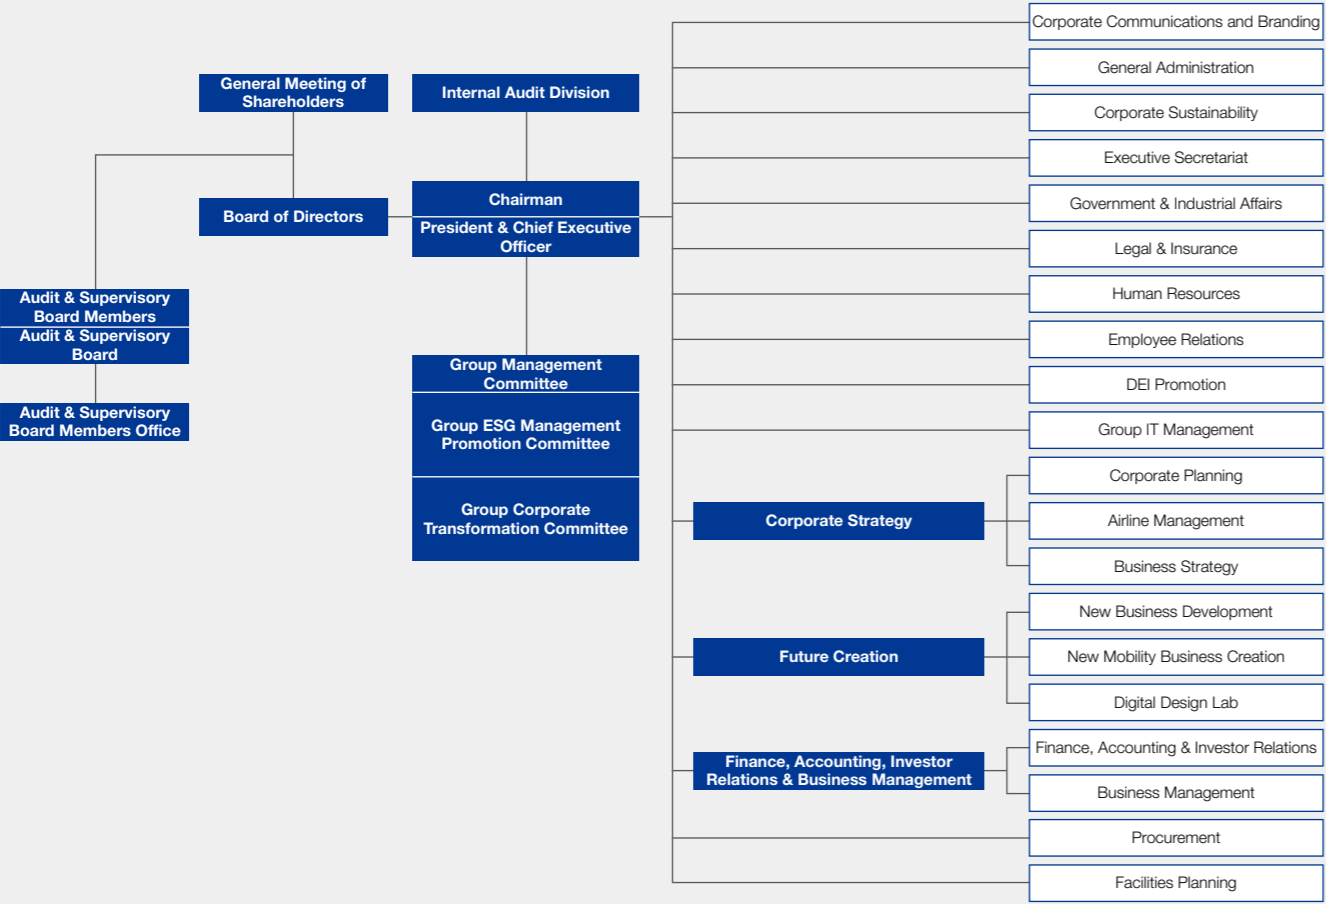 General Meeting of
Shareholders
Internal Audit Division
Chairman
President & Chief Executive
Officer
Board of Directors
Audit & Supervisory
Board Members
Audit & Supervisory
Board
Audit & Supervisory
Board Members Office
Group Management
Committee
Group ESG Management
Promotion Committee
Group Corporate
Transformation Committee
Corporate Communications and Branding
General Administration
Corporate Sustainability
Executive Secretariat
Government & Industrial Affairs
Legal & Insurance
Human Resources
Employee Relations
DEI Promotion
Group IT Management
Corporate Strategy
Corporate Planning
Airline Management
Business Strategy
Future Creation
New Business Development
New Mobility Business Creation
Digital Design Lab
Finance, Accounting, Investor
Relations & Business Management
Finance, Accounting & Investor Relations
Business Management
Procurement
Facilities Planning